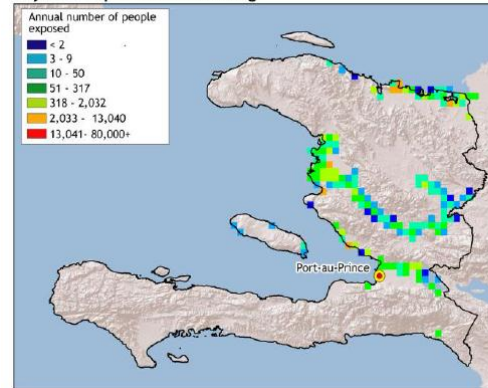 Annual number of people
exposed
< 2
3 - 9
10 - 50
51 - 317
318 - 2,032
2,033 - 13,040
13,041- 80,000+
Port-au-Prince